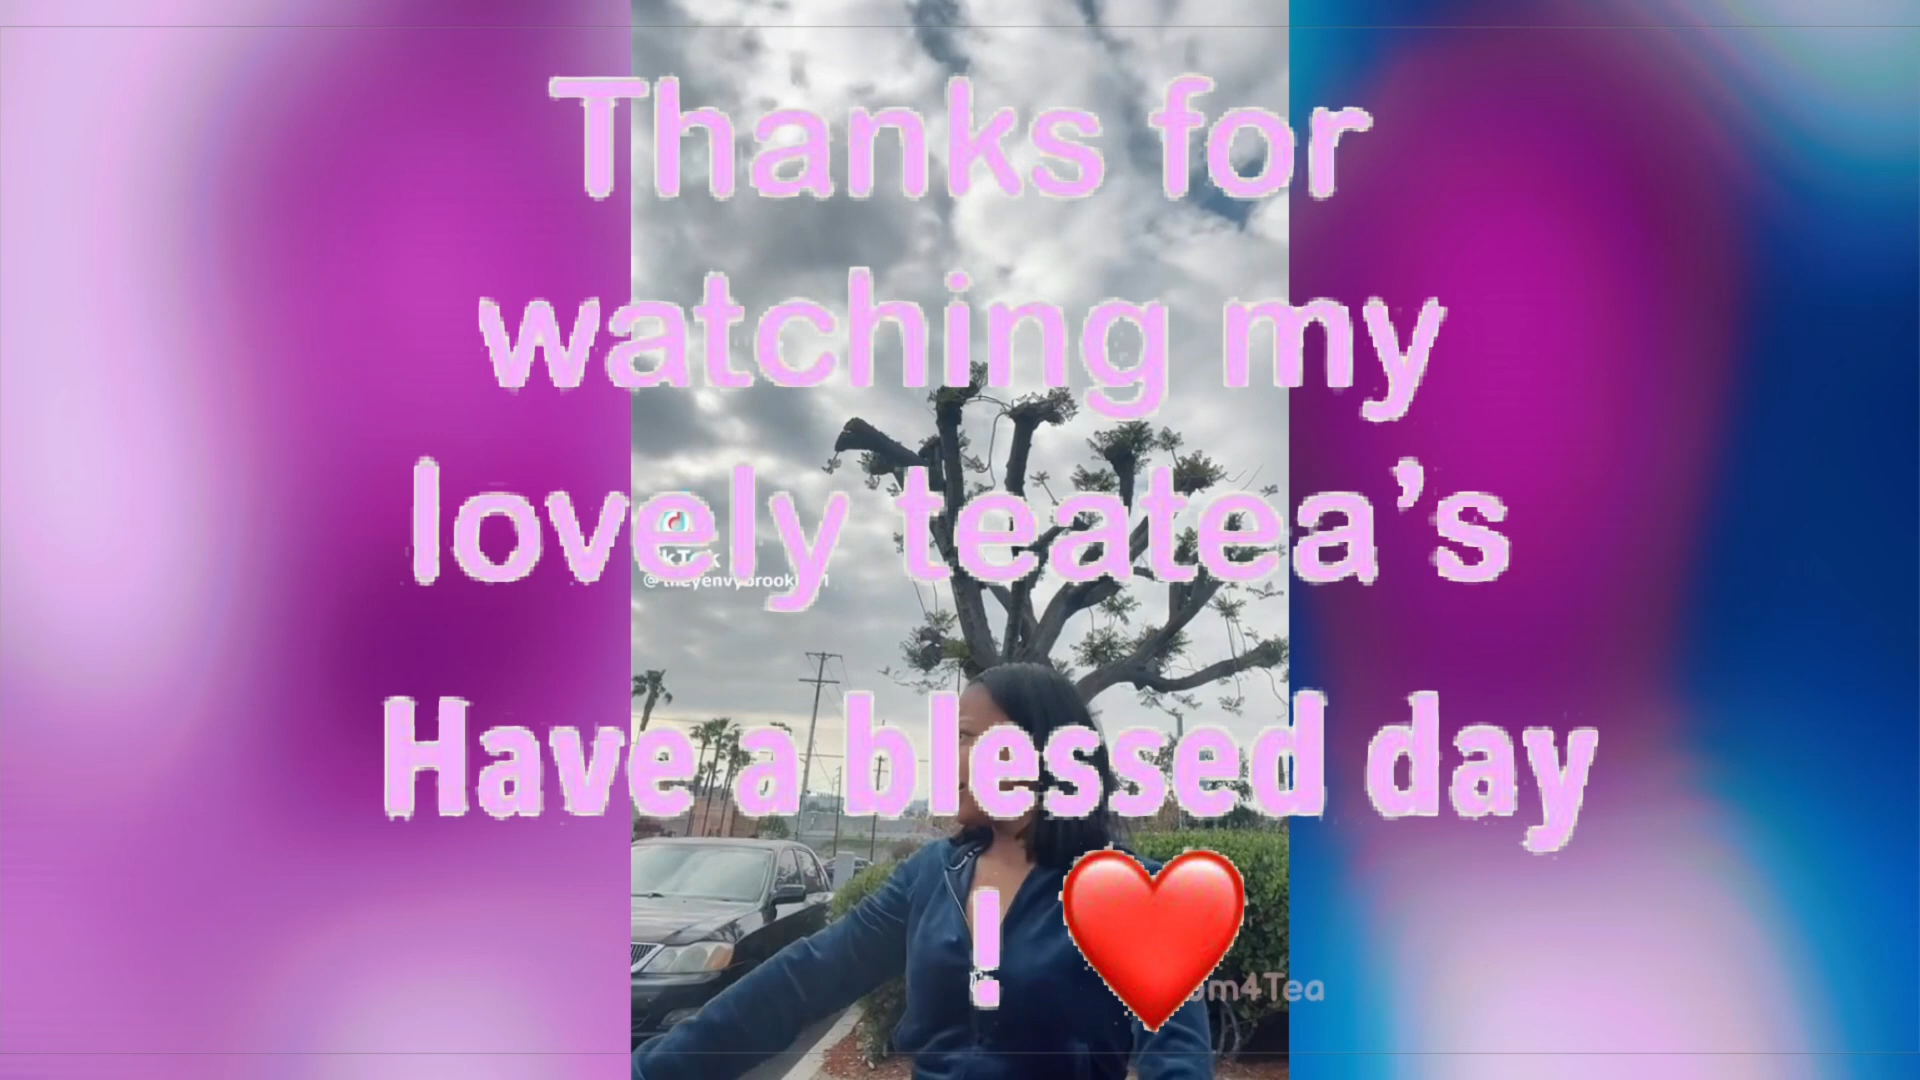 Thanks for
watching my
lovely teatea's
Have a blessed day
! ❤️